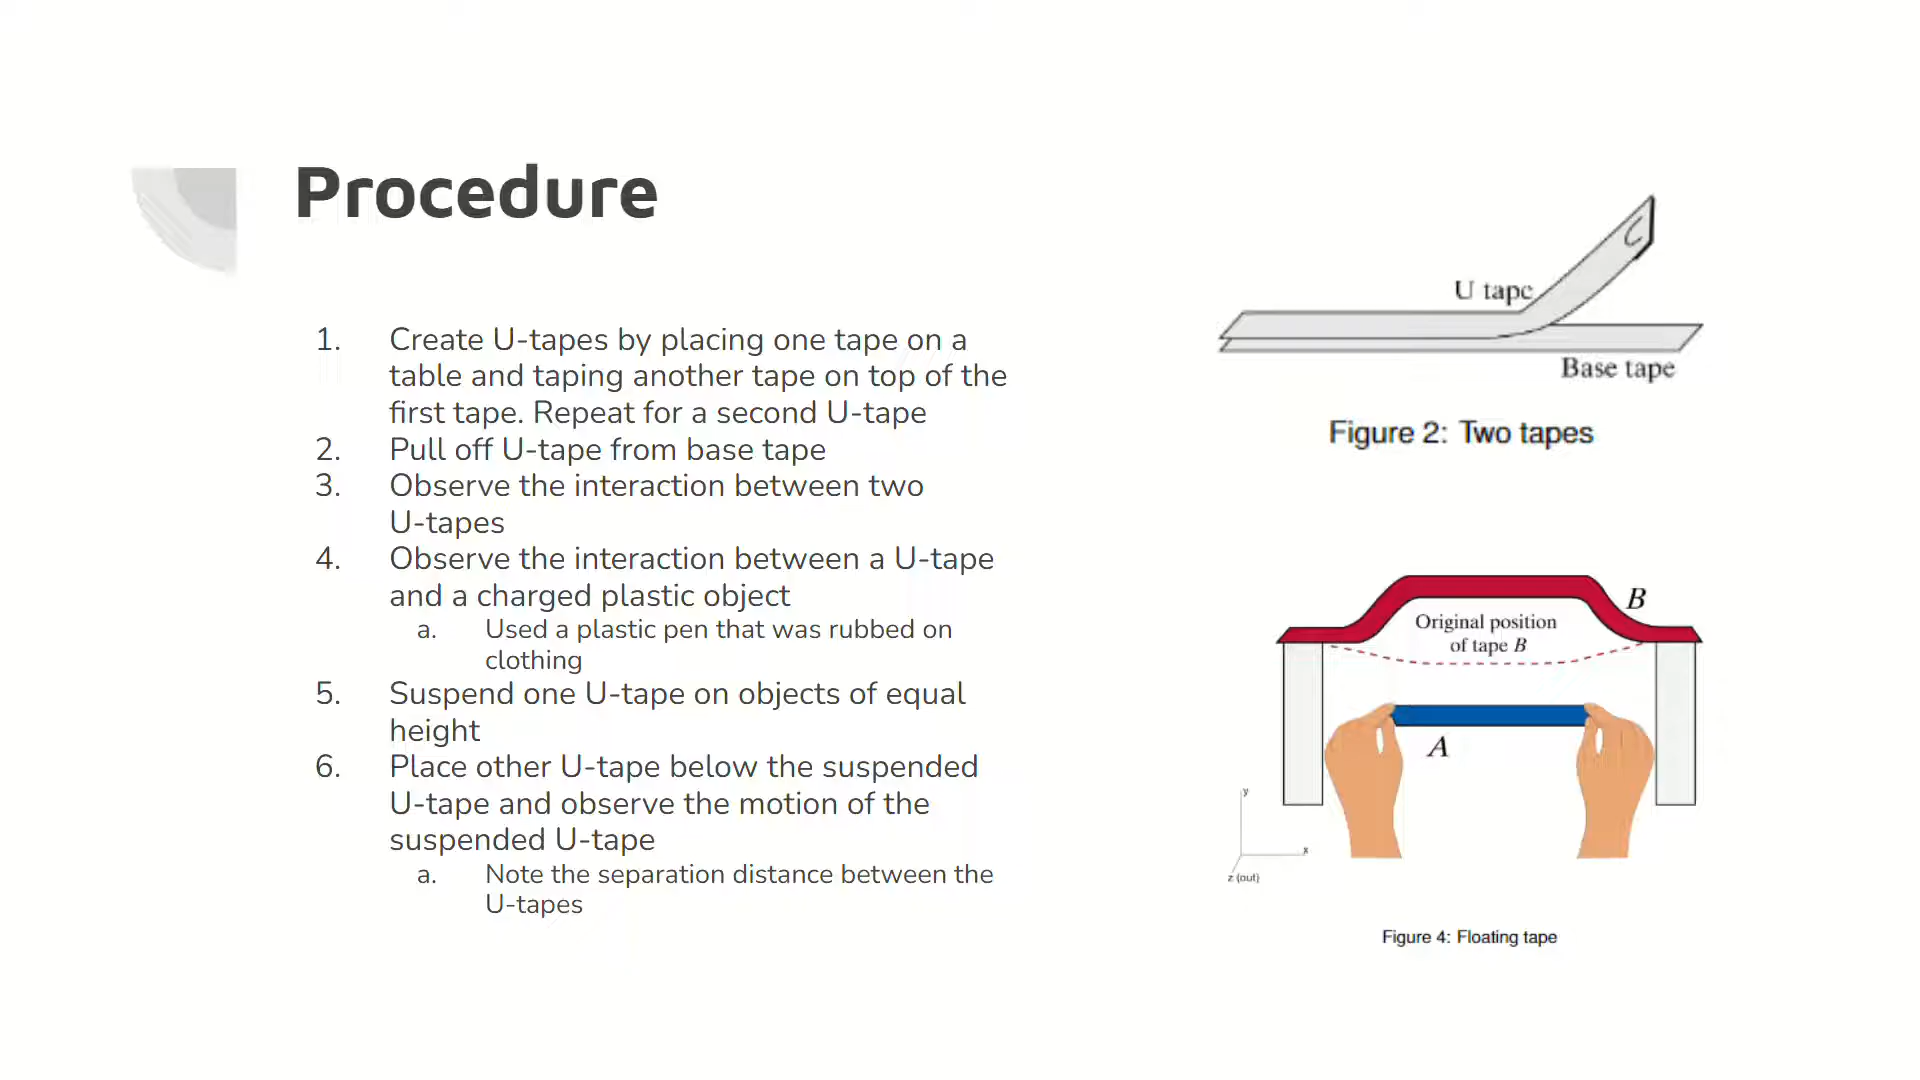 Procedure
1. Create U-tapes by placing one tape on a
table and taping another tape on top of the
first tape. Repeat for a second U-tape
2. Pull off U-tape from base tape
3. Observe the interaction between two
U-tapes
4. Observe the interaction between a U-tape
and a charged plastic object
a. Used a plastic pen that was rubbed on
clothing
5. Suspend one U-tape on objects of equal
height
6. Place other U-tape below the suspended
U-tape and observe the motion of the
suspended U-tape
a. Note the separation distance between the
U-tapes
U tape
Base tape
Figure 2: Two tapes
B
Original position
of tape B
A
y
x
z (out)
Figure 4: Floating tape